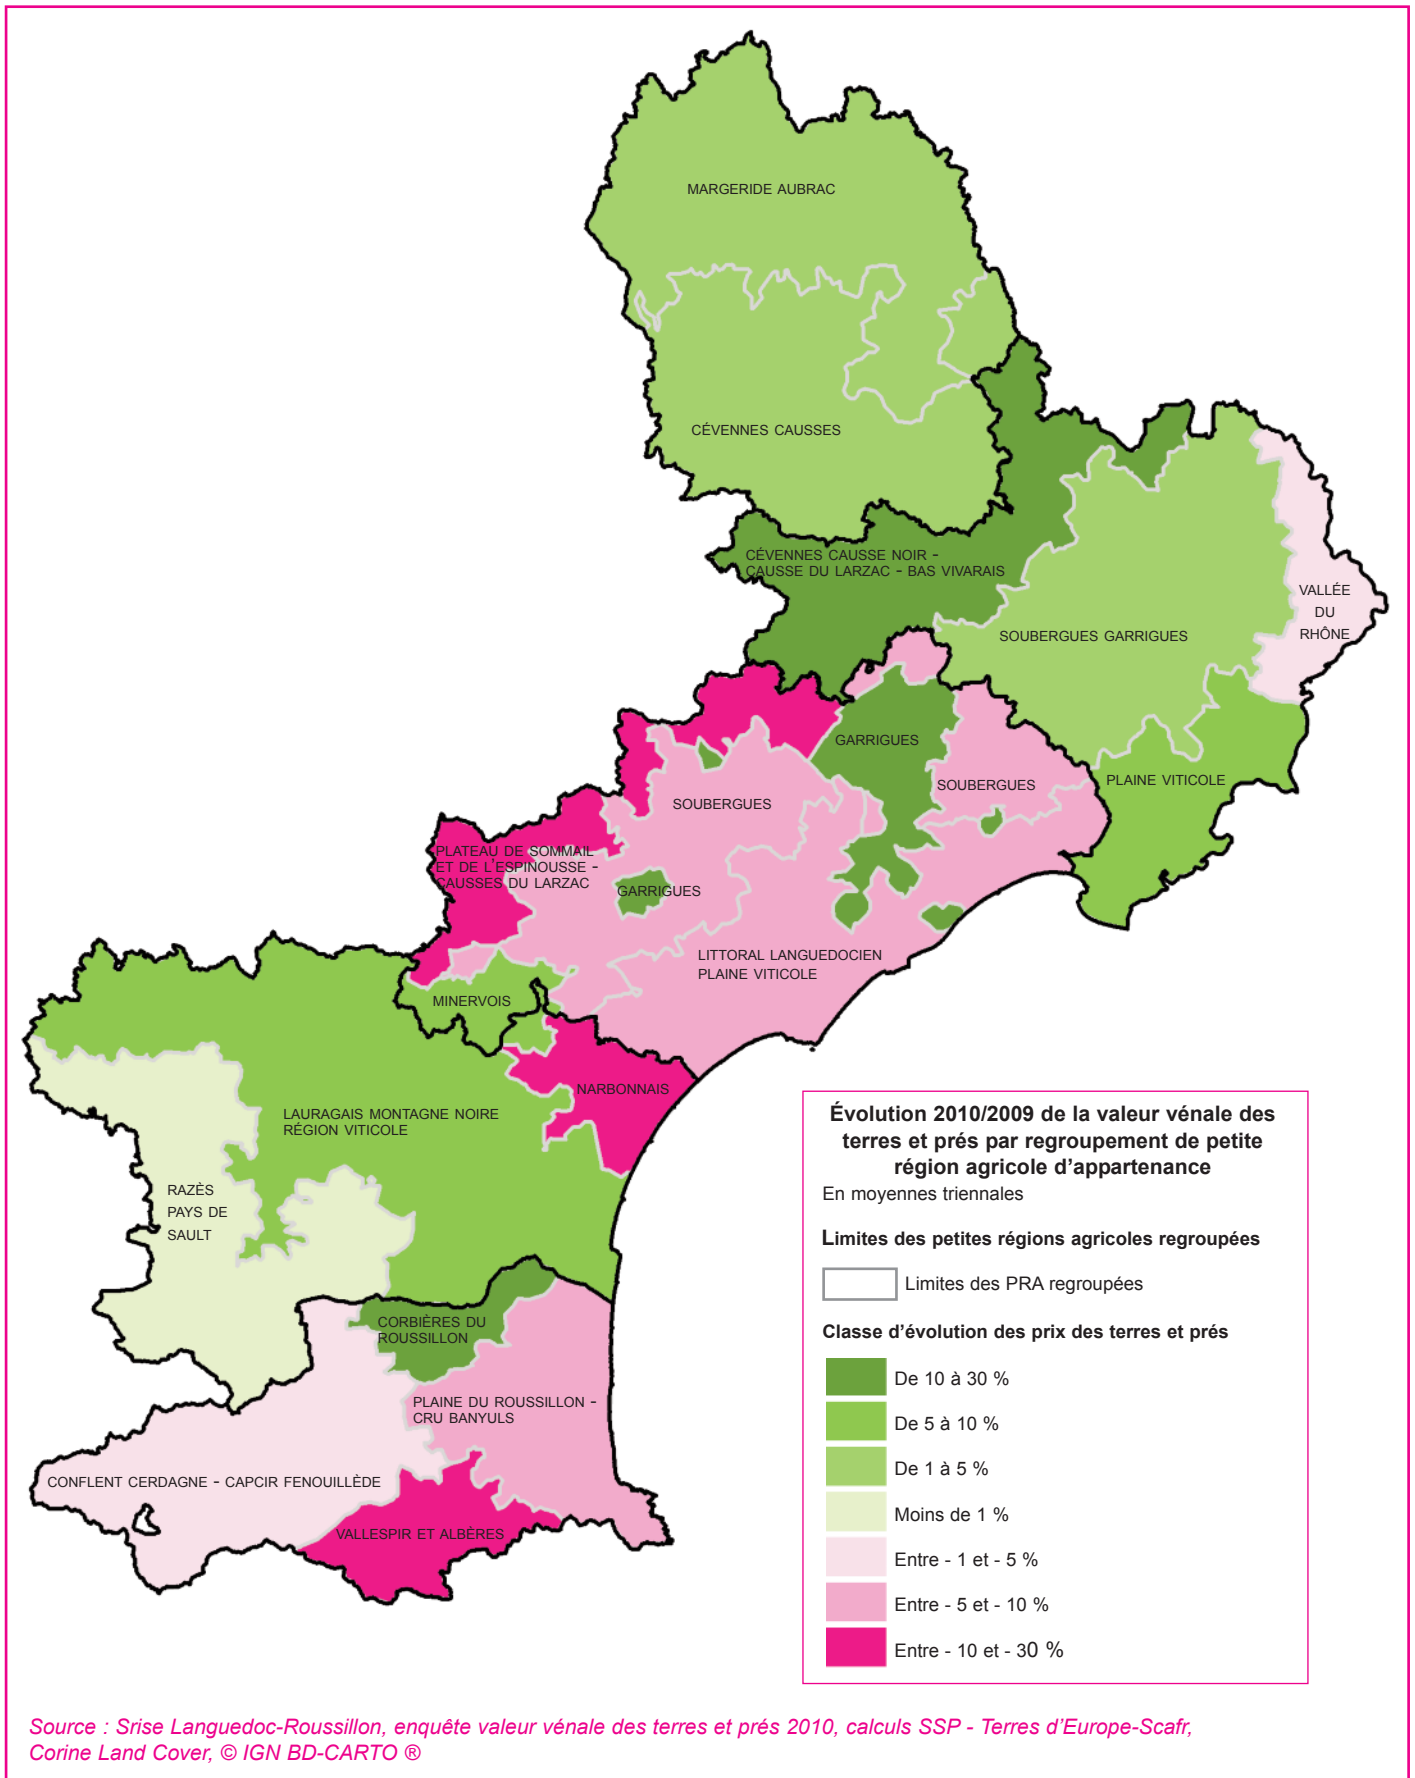 MARGERIDE AUBRAC
CÉVENNES CAUSSES
CÉVENNES CAUSSE NOIR -
CAUSSE DU LARZAC - BAS VIVARAIS
VALLÉE
DU
RHÔNE
SOUBERGUES GARRIGUES
GARRIGUES
PLAINE VITICOLE
SOUBERGUES
SOUBERGUES
PLATEAU DE SOMMAIL
ET DE L'ESPINOUSSE -
CAUSSES DU LARZAC
GARRIGUES
LITTORAL LANGUEDOCIEN
PLAINE VITICOLE
MINERVOIS
NARBONNAIS
LAURAGAIS MONTAGNE NOIRE
RÉGION VITICOLE
RAZÈS
PAYS DE
SAULT
CORBIÈRES DU
ROUSSILLON
PLAINE DU ROUSSILLON -
CRU BANYULS
CONFLENT CERDAGNE - CAPCIR FENOUILLÈDE
VALLESPIR ET ALBÈRES
Évolution 2010/2009 de la valeur vénale des
terres et prés par regroupement de petite
région agricole d'appartenance
En moyennes triennales
Limites des petites régions agricoles regroupées
Limites des PRA regroupées
Classe d'évolution des prix des terres et prés
De 10 à 30 %
De 5 à 10 %
De 1 à 5 %
Moins de 1 %
Entre - 1 et - 5 %
Entre - 5 et - 10 %
Entre - 10 et - 30 %
Source : Srise Languedoc-Roussillon, enquête valeur vénale des terres et prés 2010, calculs SSP - Terres d'Europe-Scafr,
Corine Land Cover, © IGN BD-CARTO ®